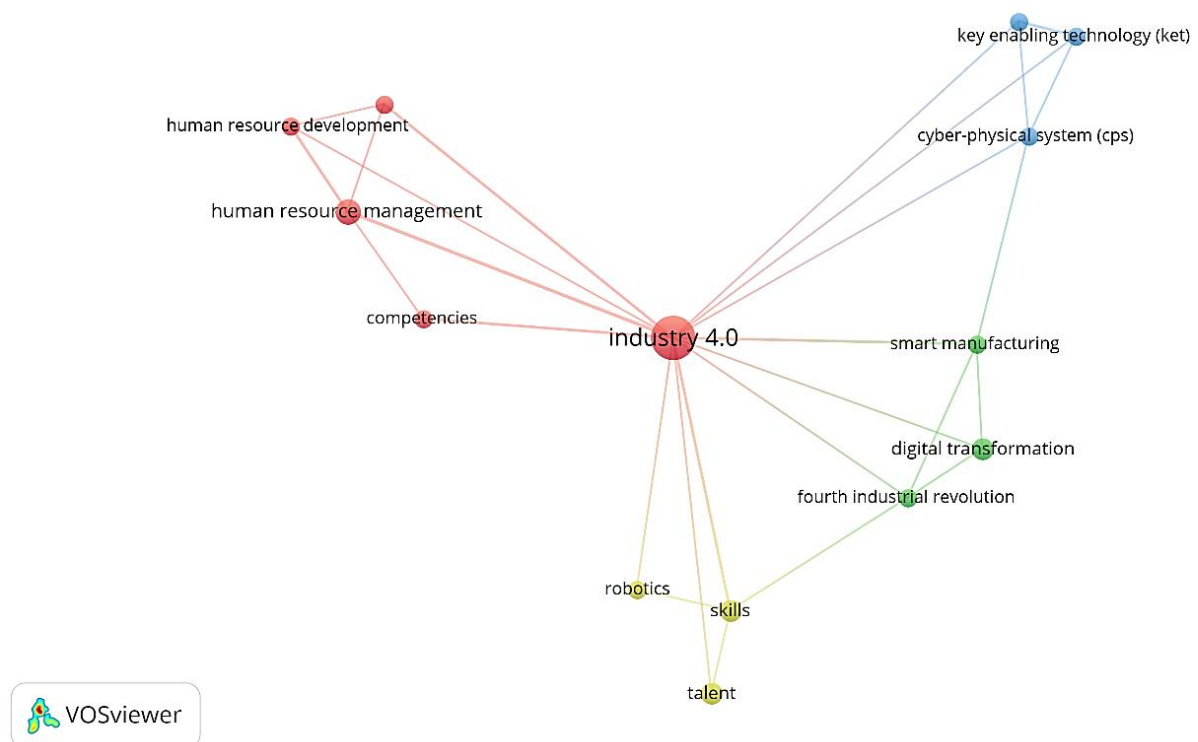 key enabling technology (ket)
human resource development
cyber-physical system (cps)
human resource management
competencies
industry 4.0
smart manufacturing
digital transformation
fourth industrial revolution
robotics
skills
talent
VOSviewer